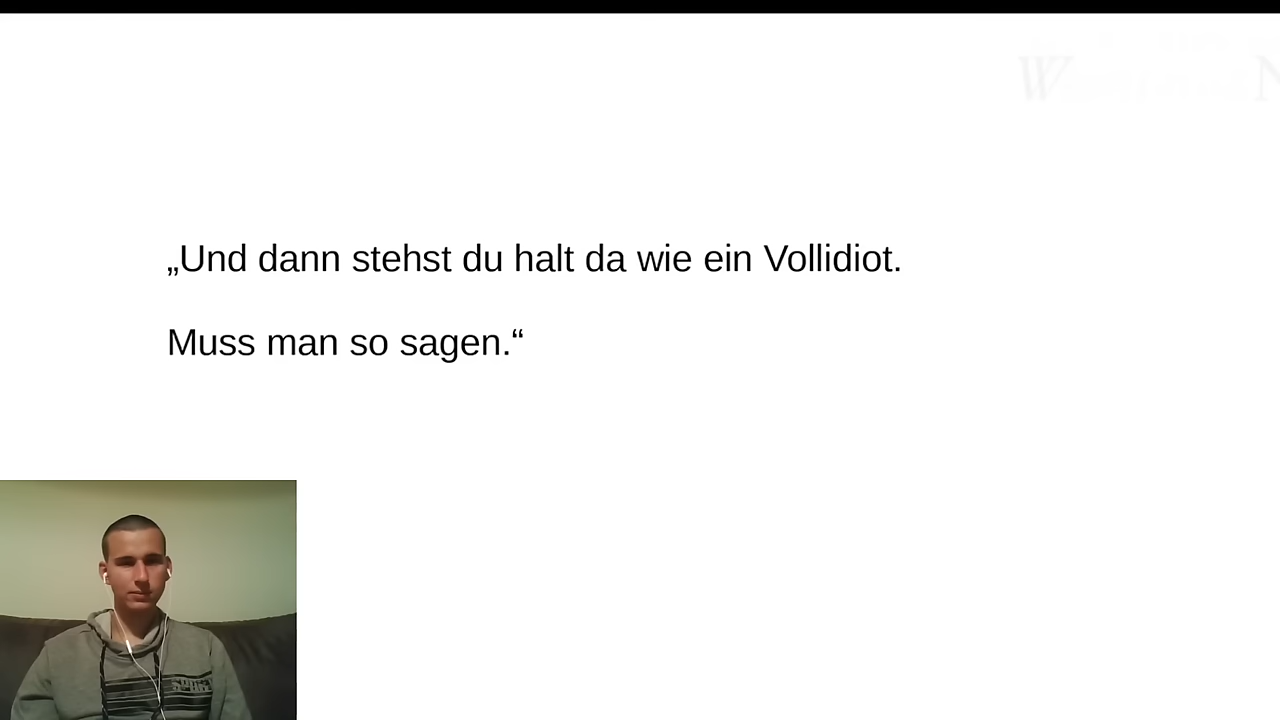 „Und dann stehst du halt da wie ein Vollidiot.
Muss man so sagen.“